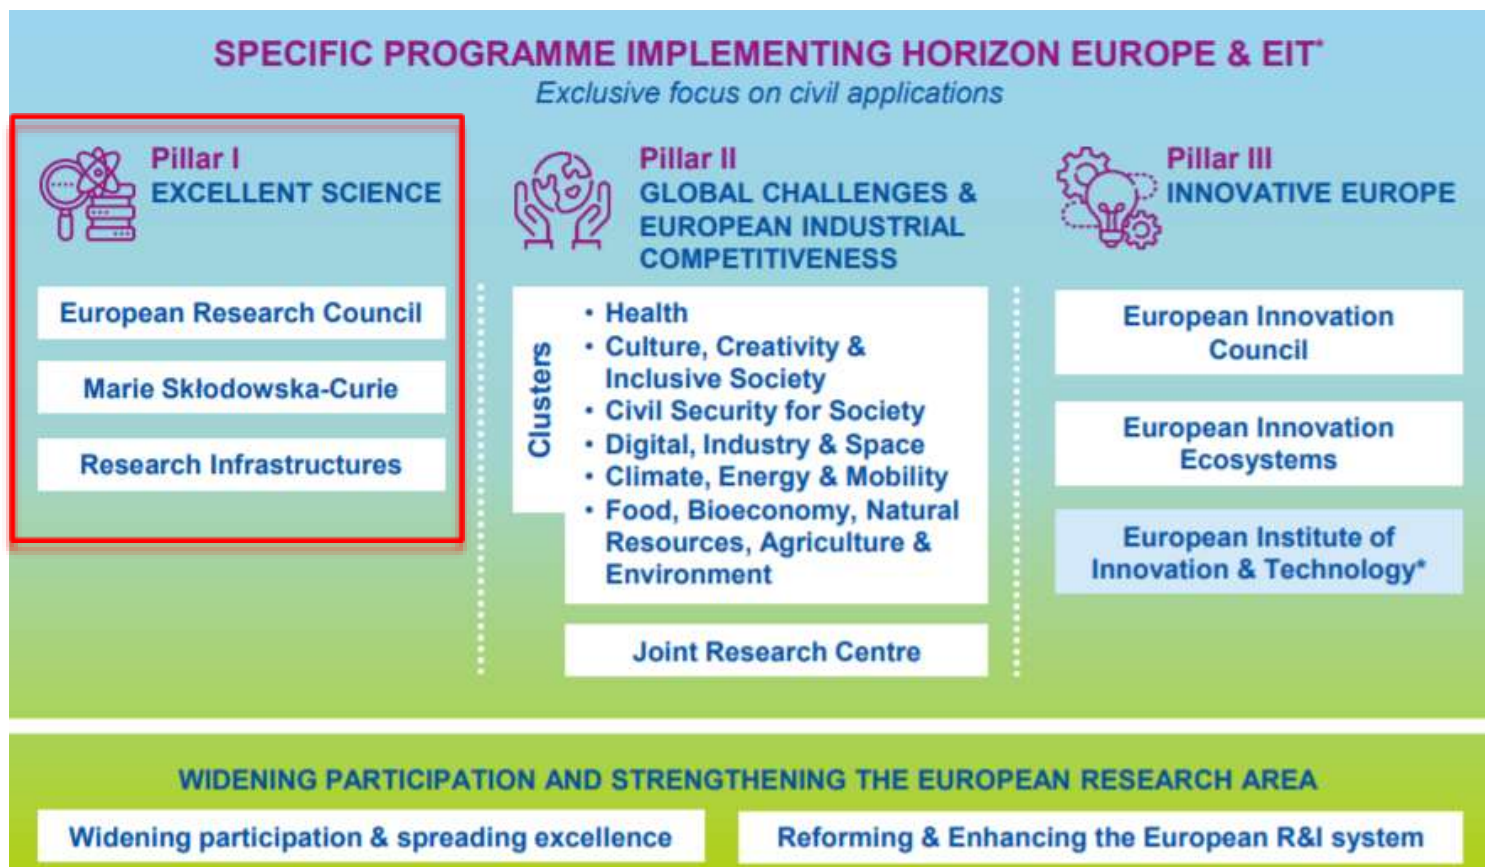 SPECIFIC PROGRAMME IMPLEMENTING HORIZON EUROPE & EIT*
Exclusive focus on civil applications
Pillar I
EXCELLENT SCIENCE
European Research Council
Marie Skłodowska-Curie
Research Infrastructures
Pillar II
GLOBAL CHALLENGES &
EUROPEAN INDUSTRIAL
COMPETITIVENESS
Clusters
• Health
• Culture, Creativity &
Inclusive Society
• Civil Security for Society
• Digital, Industry & Space
• Climate, Energy & Mobility
• Food, Bioeconomy, Natural
Resources, Agriculture &
Environment
Joint Research Centre
Pillar III
INNOVATIVE EUROPE
European Innovation
Council
European Innovation
Ecosystems
European Institute of
Innovation & Technology*
WIDENING PARTICIPATION AND STRENGTHENING THE EUROPEAN RESEARCH AREA
Widening participation & spreading excellence
Reforming & Enhancing the European R&I system